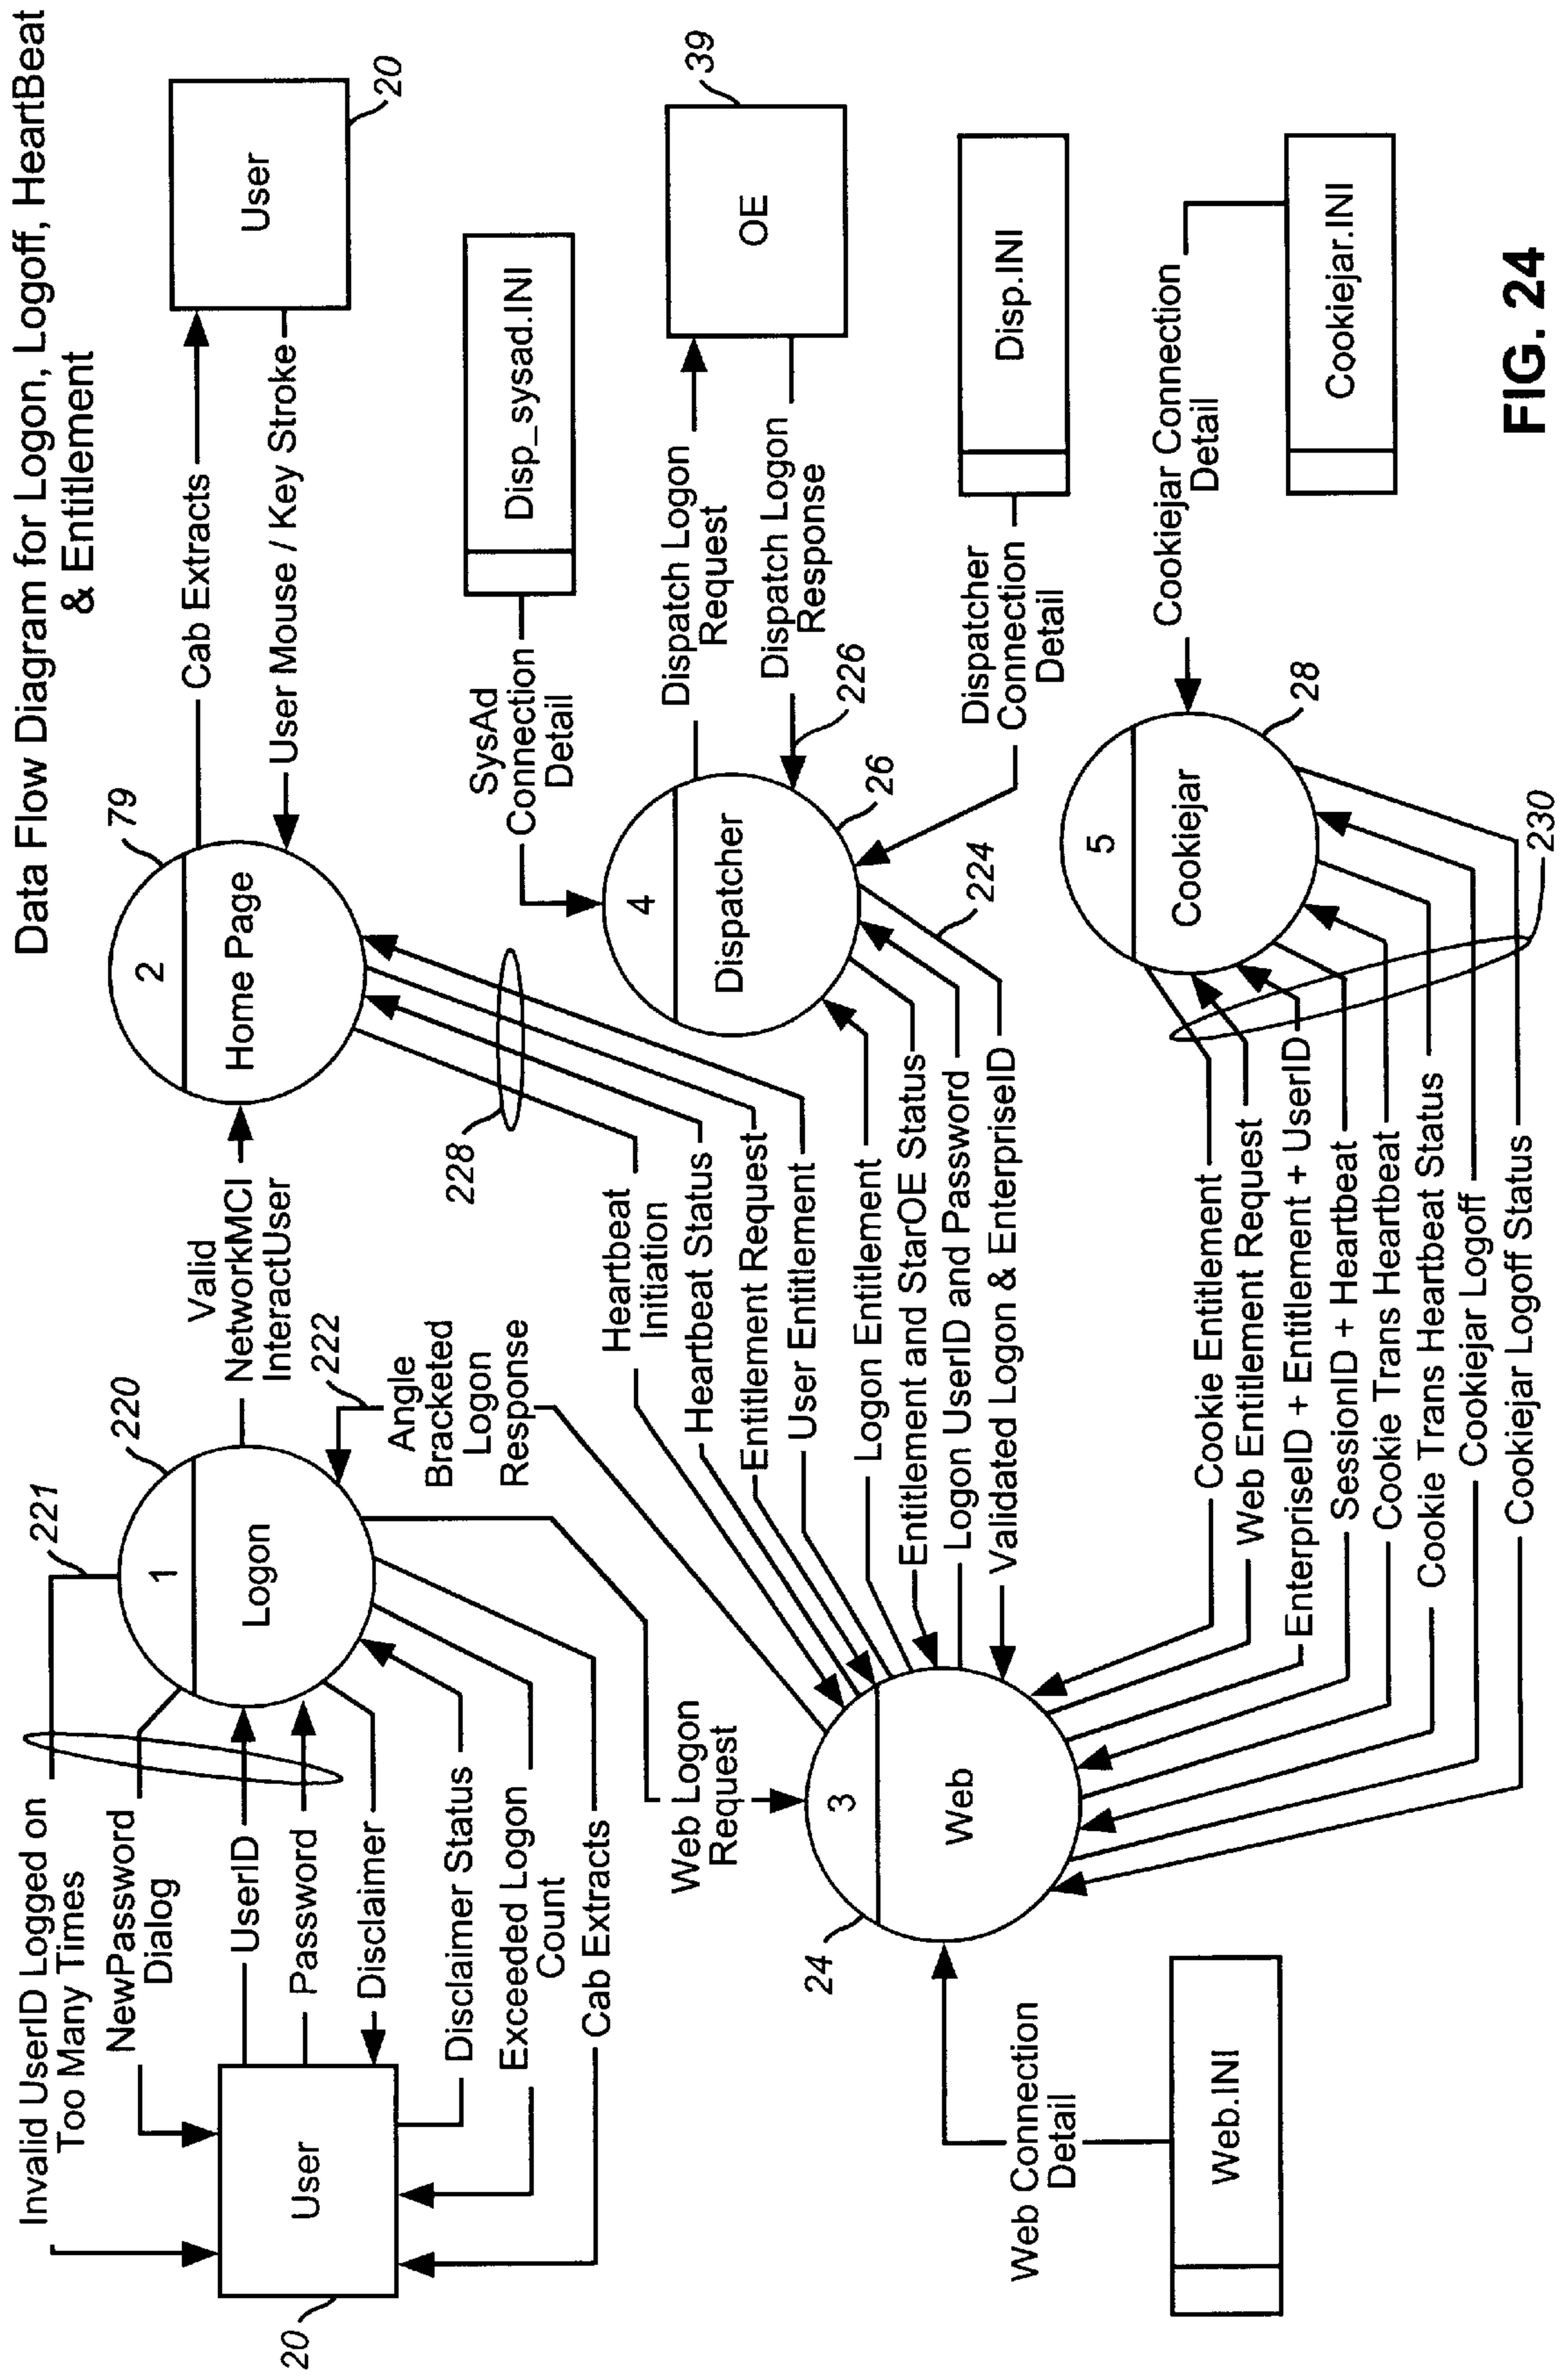 Data Flow Diagram for Logon, Logoff, HeartBeat
& Entitlement
Invalid UserID Logged on
Too Many Times
221
NewPassword
Dialog
UserID
Password
Disclaimer
Disclaimer Status
Exceeded Logon
Count
Cab Extracts
User
20
1
Logon
220
Valid
NetworkMCI
InteractUser
222
Angle
Bracketed
Logon
Response
2
Home Page
79
Cab Extracts
User Mouse / Key Stroke
User
20
228
Heartbeat
Initiation
Heartbeat Status
Entitlement Request
User Entitlement
SysAd
Connection
Detail
Disp_sysad.INI
4
Dispatcher
26
Dispatch Logon
Request
Dispatch Logon
Response
226
OE
39
Dispatcher
Connection
Detail
Disp.INI
224
Logon Entitlement
Entitlement and StarOE Status
Logon UserID and Password
Validated Logon & EnterpriseID
Web Logon
Request
3
Web
24
Web Connection
Detail
Web.INI
Cookie Entitlement
Web Entitlement Request
EnterpriseID + Entitlement + UserID
SessionID + Heartbeat
Cookie Trans Heartbeat
Cookie Trans Heartbeat Status
Cookiejar Logoff
Cookiejar Logoff Status
5
Cookiejar
28
230
Cookiejar Connection
Detail
Cookiejar.INI
FIG. 24